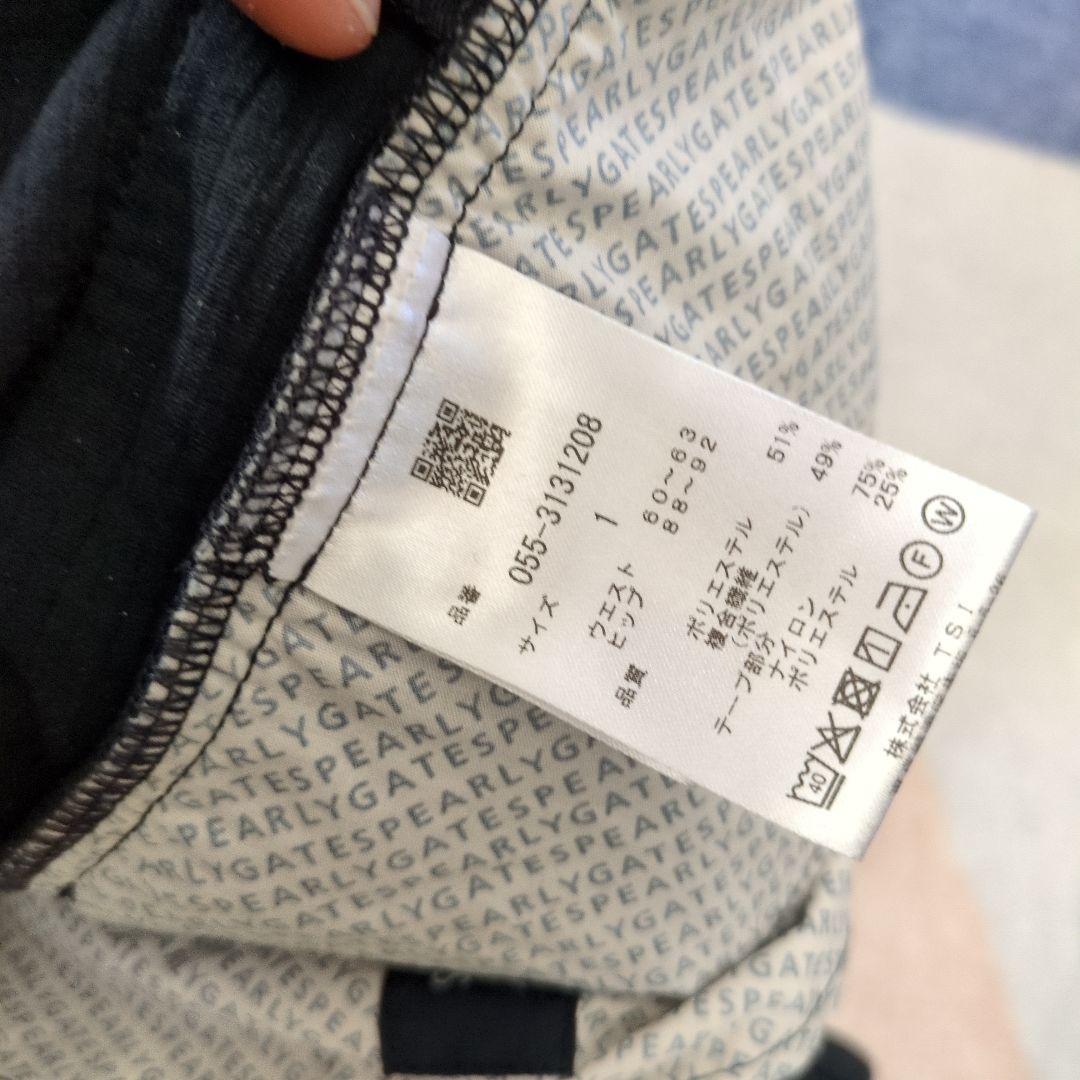 品番 055-3131208
サイズ 1
ウエスト 60~63
ヒップ 88~92
品質
ポリエステル 51%
複合繊維
(ポリエステル) 49%
テープ部分
ナイロン 75%
ポリエステル 25%
40
F
W
株式会社 TSI
PEARLYGATESPEARLYGATESPEARLYGATES